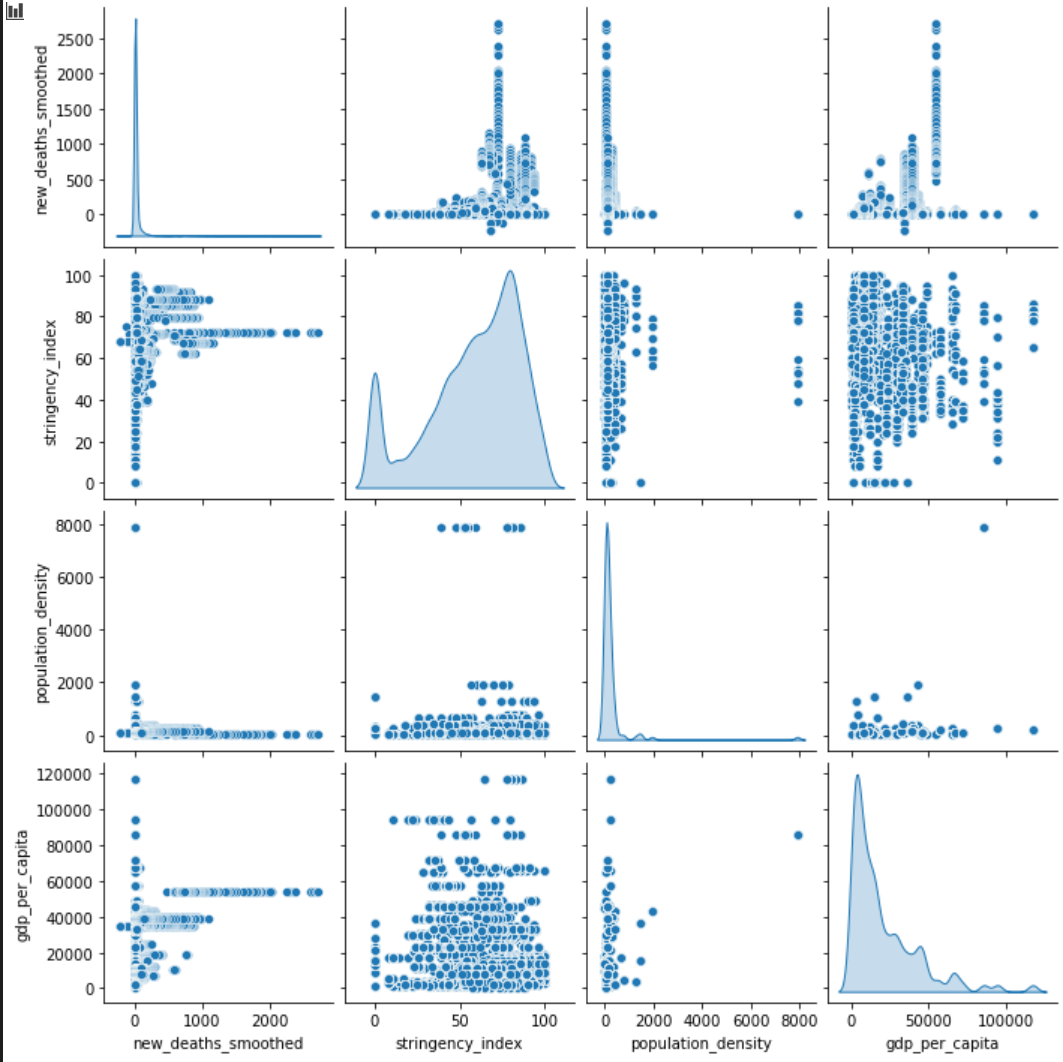 2500
2000
1500
1000
500
0
new_deaths_smoothed
100
80
60
40
20
0
stringency_index
8000
6000
4000
2000
0
population_density
120000
100000
80000
60000
40000
20000
0
gdp_per_capita
0 1000 2000
new_deaths_smoothed
0 50 100
stringency_index
0 2000 4000 6000 8000
population_density
0 50000 100000
gdp_per_capita